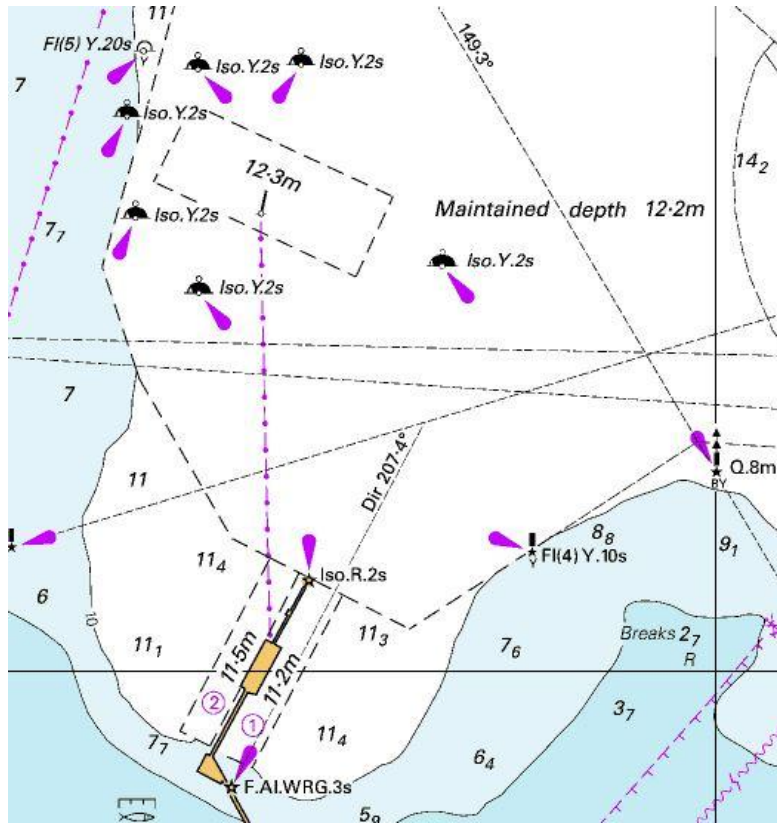 11
Fl(5) Y.20s
Y
Iso.Y.2s
Iso.Y.2s
149·3°
7
Iso.Y.2s
14₂
12·3m
Maintained depth 12·2m
Iso.Y.2s
7₇
Iso.Y.2s
Iso.Y.2s
7
Dir 207·4°
11
Q.8m
BY
8₈
9₁
Fl(4) Y.10s
Y
11₄
Iso.R.2s
6
10
11₁
11·5m
11·2m
11₃
7₆
Breaks 2₇
R
②
①
3₇
11₄
7₇
6₄
F.Al.WRG.3s
5₉